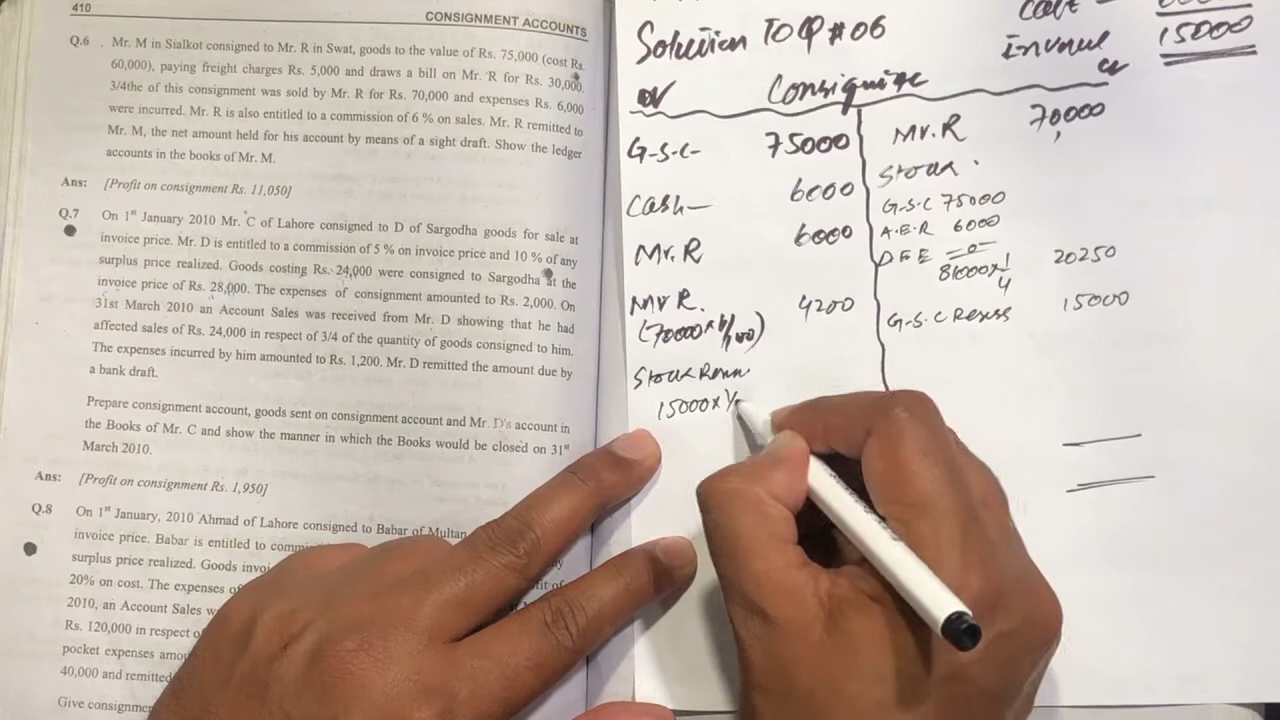 410
CONSIGNMENT ACCOUNTS
Q.6 Mr. M in Sialkot consigned to Mr. R in Swat, goods to the value of Rs. 75,000 (cost Rs.
60,000), paying freight charges Rs. 5,000 and draws a bill on Mr. R for Rs. 30,000.
3/4the of this consignment was sold by Mr. R for Rs. 70,000 and expenses Rs. 6,000
were incurred. Mr. R is also entitled to a commission of 6 % on sales. Mr. R remitted to
Mr. M, the net amount held for his account by means of a sight draft. Show the ledger
accounts in the books of Mr. M.
Ans: [Profit on consignment Rs. 11,050]
Q.7 On 1st January 2010 Mr. C of Lahore consigned to D of Sargodha goods for sale at
invoice price. Mr. D is entitled to a commission of 5 % on invoice price and 10 % of any
surplus price realized. Goods costing Rs. 24,000 were consigned to Sargodha at the
invoice price of Rs. 28,000. The expenses of consignment amounted to Rs. 2,000. On
31st March 2010 an Account Sales was received from Mr. D showing that he had
affected sales of Rs. 24,000 in respect of 3/4 of the quantity of goods consigned to him.
The expenses incurred by him amounted to Rs. 1,200. Mr. D remitted the amount due by
a bank draft.
Prepare consignment account, goods sent on consignment account and Mr. D's account in
the Books of Mr. C and show the manner in which the Books would be closed on 31st
March 2010.
Ans: [Profit on consignment Rs. 1,950]
Q.8 On 1st January, 2010 Ahmad of Lahore consigned to Babar of Multan
invoice price. Babar is entitled to
surplus price realized. Goods
20% on cost. The expenses
2010, an Account Sales
Rs. 120,000 in respect
pocket expenses
40,000 and remitted
Give
Solution TO Q # 06
Cost
Invoice 15000
Dr Cr
G.S.C- 75000
Cash- 6000
Mr. R 6000
Mr R. 4200
(70000 x 6/100)
Stock
15000 x
Mr. R 70,000
Stock
G.S.C 75000
A.E.R 6000
D F E -0-
81000 x 1/4 20250
G.S.C 15000